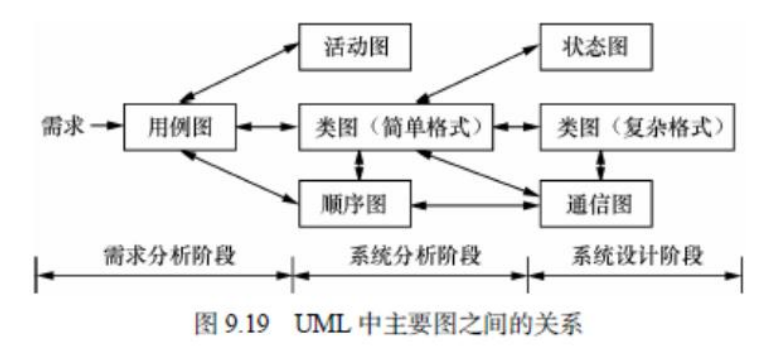 活动图 状态图
需求 用例图 类图（简单格式） 类图（复杂格式）
顺序图 通信图
需求分析阶段 系统分析阶段 系统设计阶段
图 9.19 UML 中主要图之间的关系